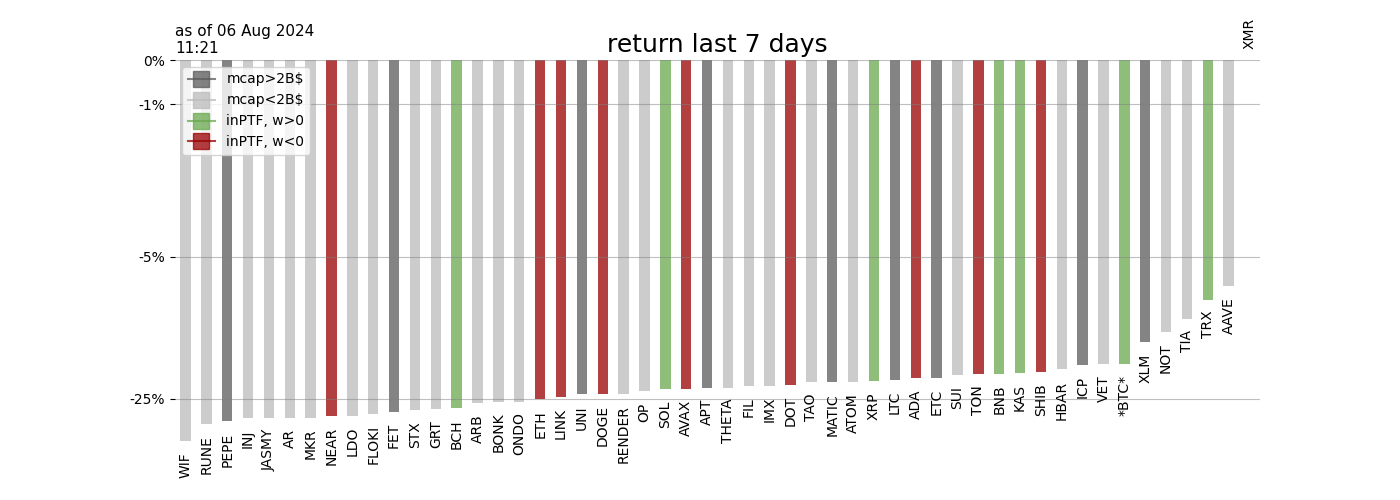 as of 06 Aug 2024
11:21
return last 7 days
XMR
0%
-1%
-5%
-25%
mcap>2B$
mcap<2B$
inPTF, w>0
inPTF, w<0
WIF
RUNE
PEPE
INJ
JASMY
AR
MKR
NEAR
LDO
FLOKI
FET
STX
GRT
BCH
ARB
BONK
ONDO
ETH
LINK
UNI
DOGE
RENDER
OP
SOL
AVAX
APT
THETA
FIL
IMX
DOT
TAO
MATIC
ATOM
XRP
LTC
ADA
ETC
SUI
TON
BNB
KAS
SHIB
HBAR
ICP
VET
*BTC*
XLM
NOT
TIA
TRX
AAVE